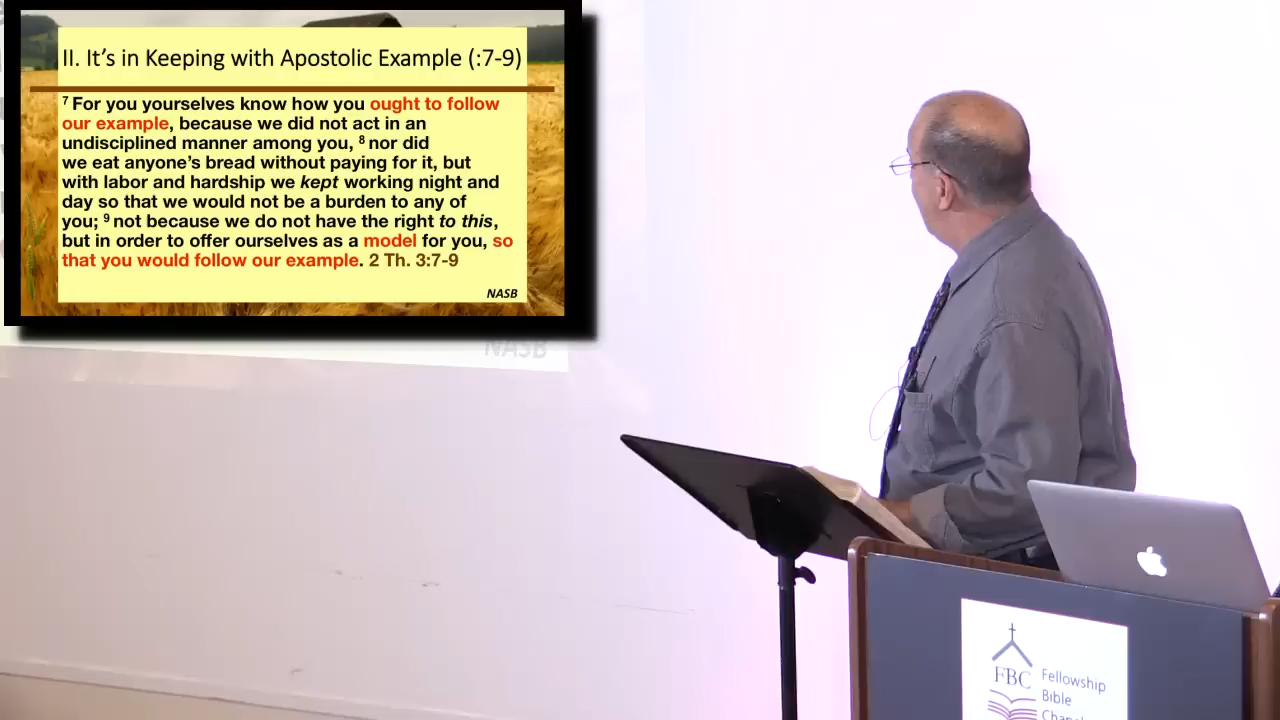 II. It's in Keeping with Apostolic Example (:7-9)
⁷ For you yourselves know how you ought to follow
our example, because we did not act in an
undisciplined manner among you, ⁸ nor did
we eat anyone's bread without paying for it, but
with labor and hardship we kept working night and
day so that we would not be a burden to any of
you; ⁹ not because we do not have the right to this,
but in order to offer ourselves as a model for you, so
that you would follow our example. 2 Th. 3:7-9
NASB
NASB
FBC
Fellowship
Bible